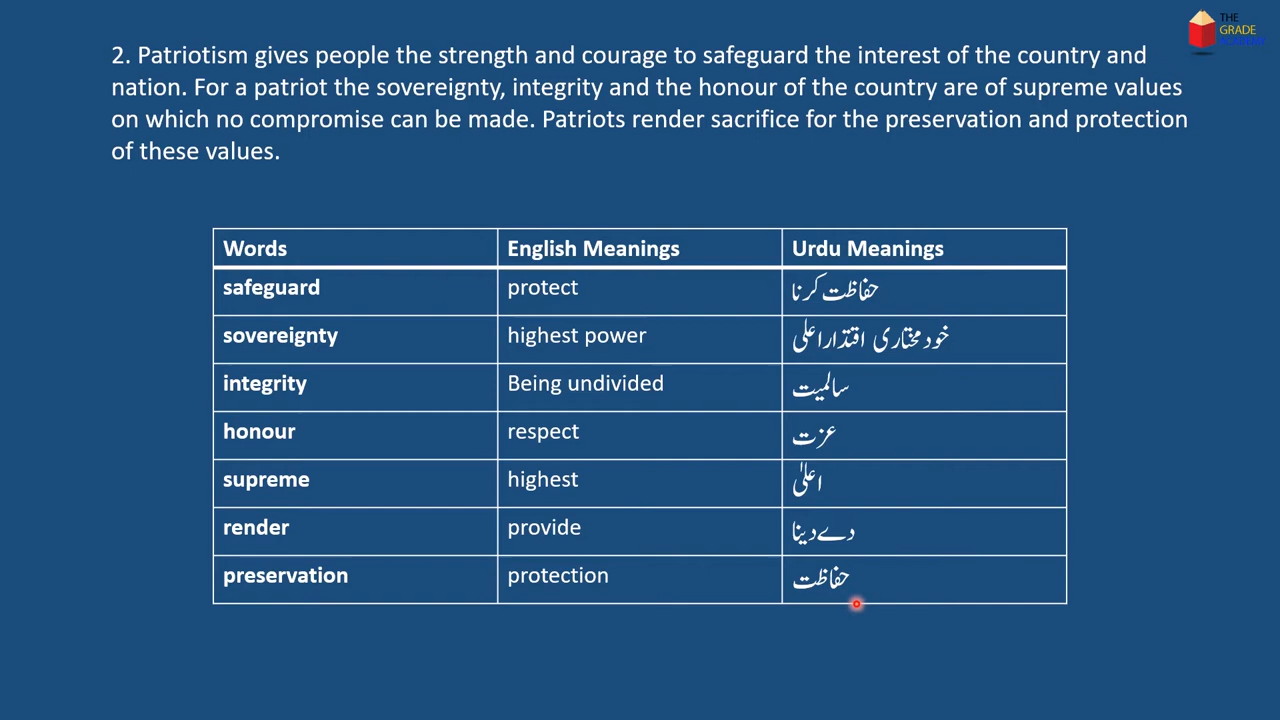 THE
GRADE
ACADEMY
2. Patriotism gives people the strength and courage to safeguard the interest of the country and
nation. For a patriot the sovereignty, integrity and the honour of the country are of supreme values
on which no compromise can be made. Patriots render sacrifice for the preservation and protection
of these values.
Words English Meanings Urdu Meanings
safeguard protect حفاظت کرنا
sovereignty highest power خود مختاری اقتدار اعلی
integrity Being undivided سالمیت
honour respect عزت
supreme highest اعلیٰ
render provide دے دینا
preservation protection حفاظت